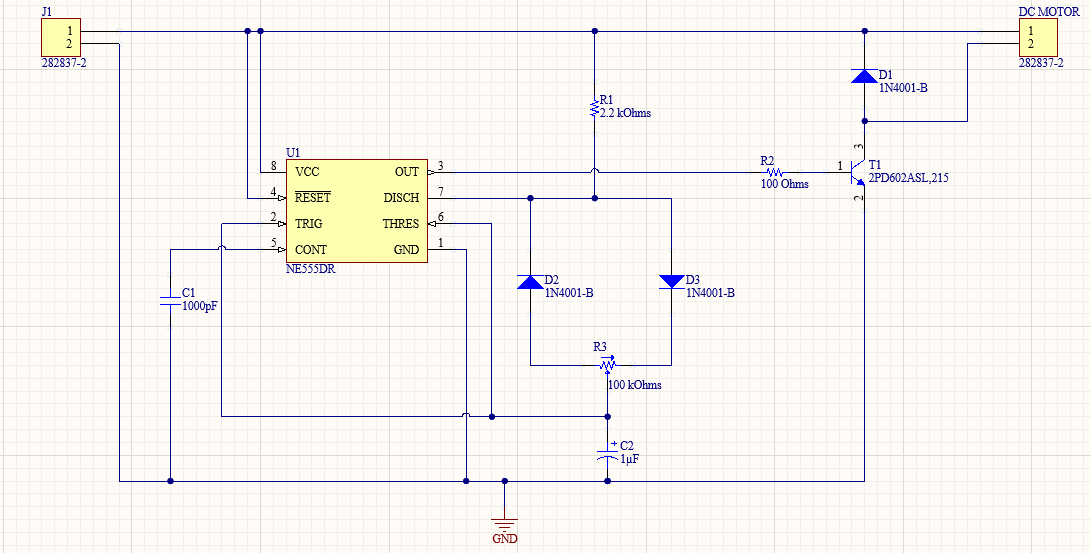 J1
1
2
282837-2
DC MOTOR
1
2
282837-2
D1
1N4001-B
R1
2.2 kOhms
U1
8 VCC OUT 3
4 RESET DISCH 7
2 TRIG THRES 6
5 CONT GND 1
NE555DR
R2
100 Ohms
3
1
T1
2PD602ASL,215
2
D2
1N4001-B
D3
1N4001-B
C1
1000pF
R3
100 kOhms
+
C2
1µF
GND